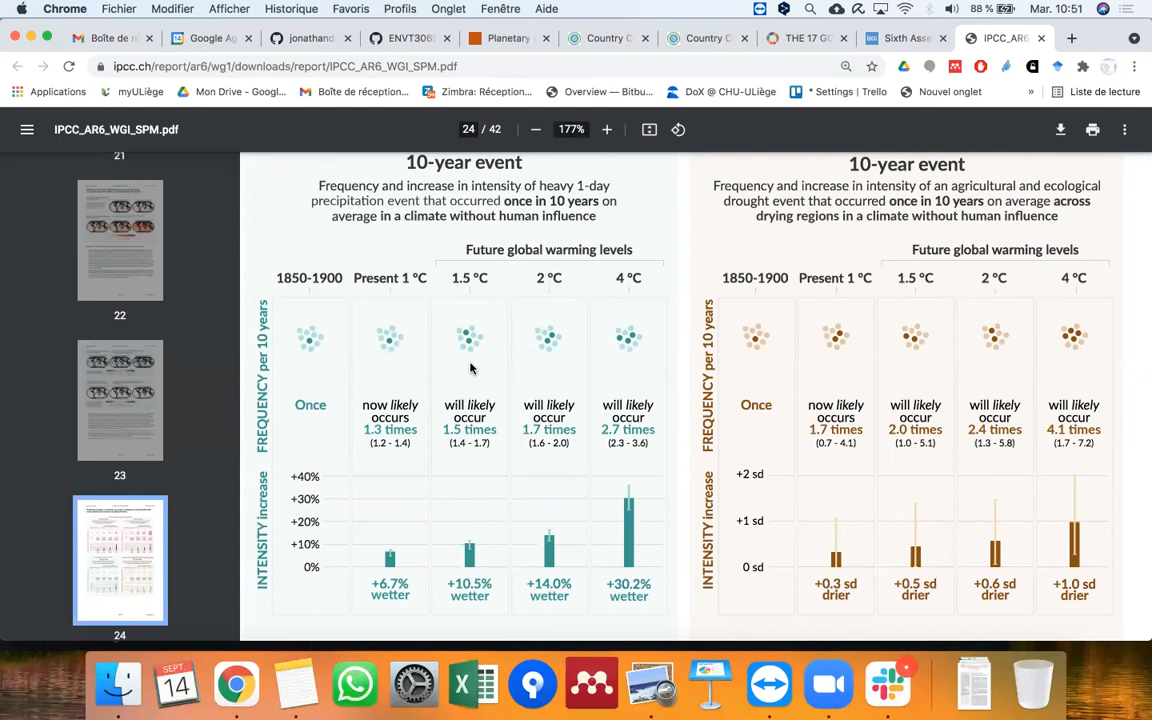 Chrome Fichier Modifier Affichage Historique Favoris Profils Onglet Fenêtre Aide 88 % Mar. 10:51
Boîte de ré Google Ag jonathand ENVT306 Planetary Country C Country C THE 17 GO Sixth Asse IPCC_AR6
ipcc.ch/report/ar6/wg1/downloads/report/IPCC_AR6_WGI_SPM.pdf
Applications myULiège Mon Drive - Googl... Boîte de réception... Zimbra: Réception... Overview — Bitbu... DoX @ CHU-ULiège * Settings | Trello Nouvel onglet » Liste de lecture
IPCC_AR6_WGI_SPM.pdf 24 / 42 177%
21
22
23
24
10-year event
Frequency and increase in intensity of heavy 1-day
precipitation event that occurred once in 10 years on
average in a climate without human influence
Future global warming levels
1850-1900 Present 1 °C 1.5 °C 2 °C 4 °C
FREQUENCY per 10 years
Once
now likely occurs 1.3 times (1.2 - 1.4)
will likely occur 1.5 times (1.4 - 1.7)
will likely occur 1.7 times (1.6 - 2.0)
will likely occur 2.7 times (2.3 - 3.6)
INTENSITY increase
+40%
+30%
+20%
+10%
0%
+6.7% wetter
+10.5% wetter
+14.0% wetter
+30.2% wetter
10-year event
Frequency and increase in intensity of an agricultural and ecological
drought event that occurred once in 10 years on average across
drying regions in a climate without human influence
Future global warming levels
1850-1900 Present 1 °C 1.5 °C 2 °C 4 °C
FREQUENCY per 10 years
Once
now likely occurs 1.7 times (0.7 - 4.1)
will likely occur 2.0 times (1.0 - 5.1)
will likely occur 2.4 times (1.3 - 5.8)
will likely occur 4.1 times (1.7 - 7.2)
INTENSITY increase
+2 sd
+1 sd
0 sd
+0.3 sd drier
+0.5 sd drier
+0.6 sd drier
+1.0 sd drier
SEPT.
14